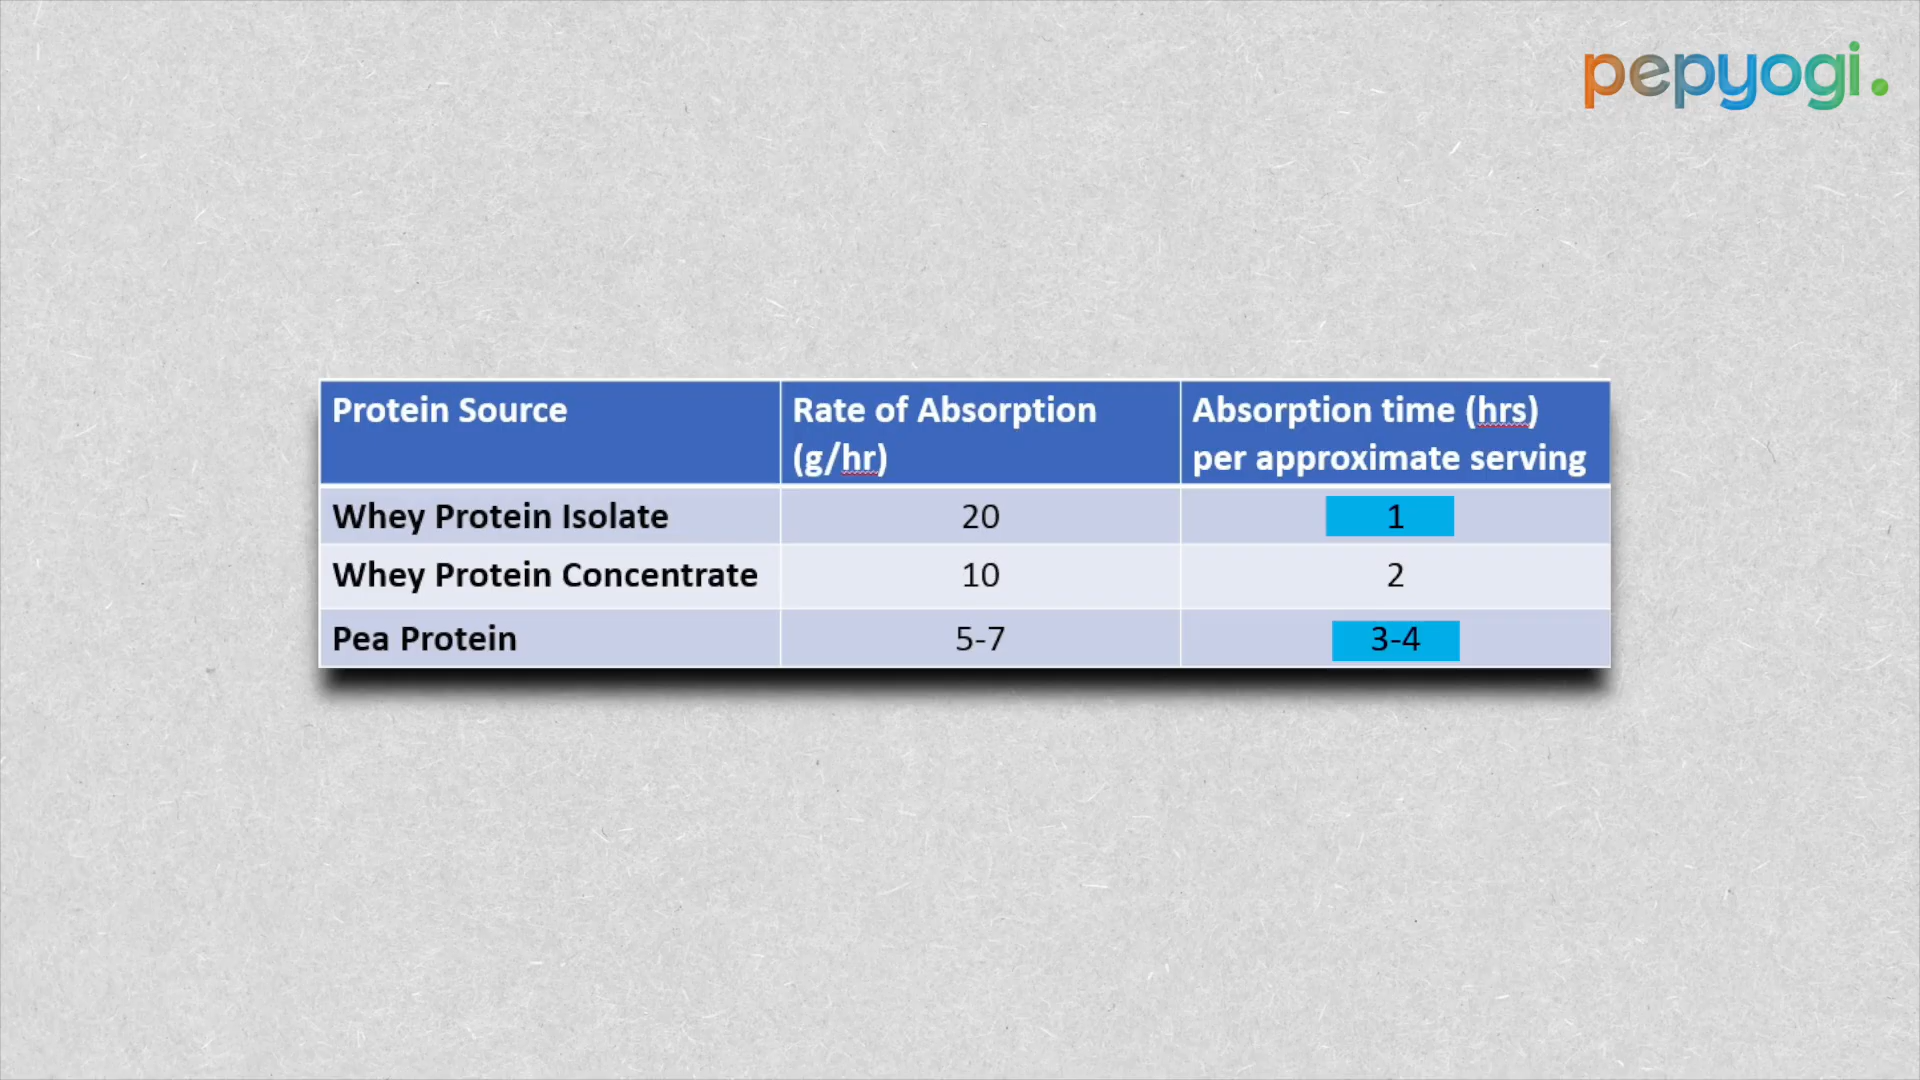 pepyogi.
Protein Source
Rate of Absorption
(g/hr)
Absorption time (hrs)
per approximate serving
Whey Protein Isolate
20
1
Whey Protein Concentrate
10
2
Pea Protein
5-7
3-4